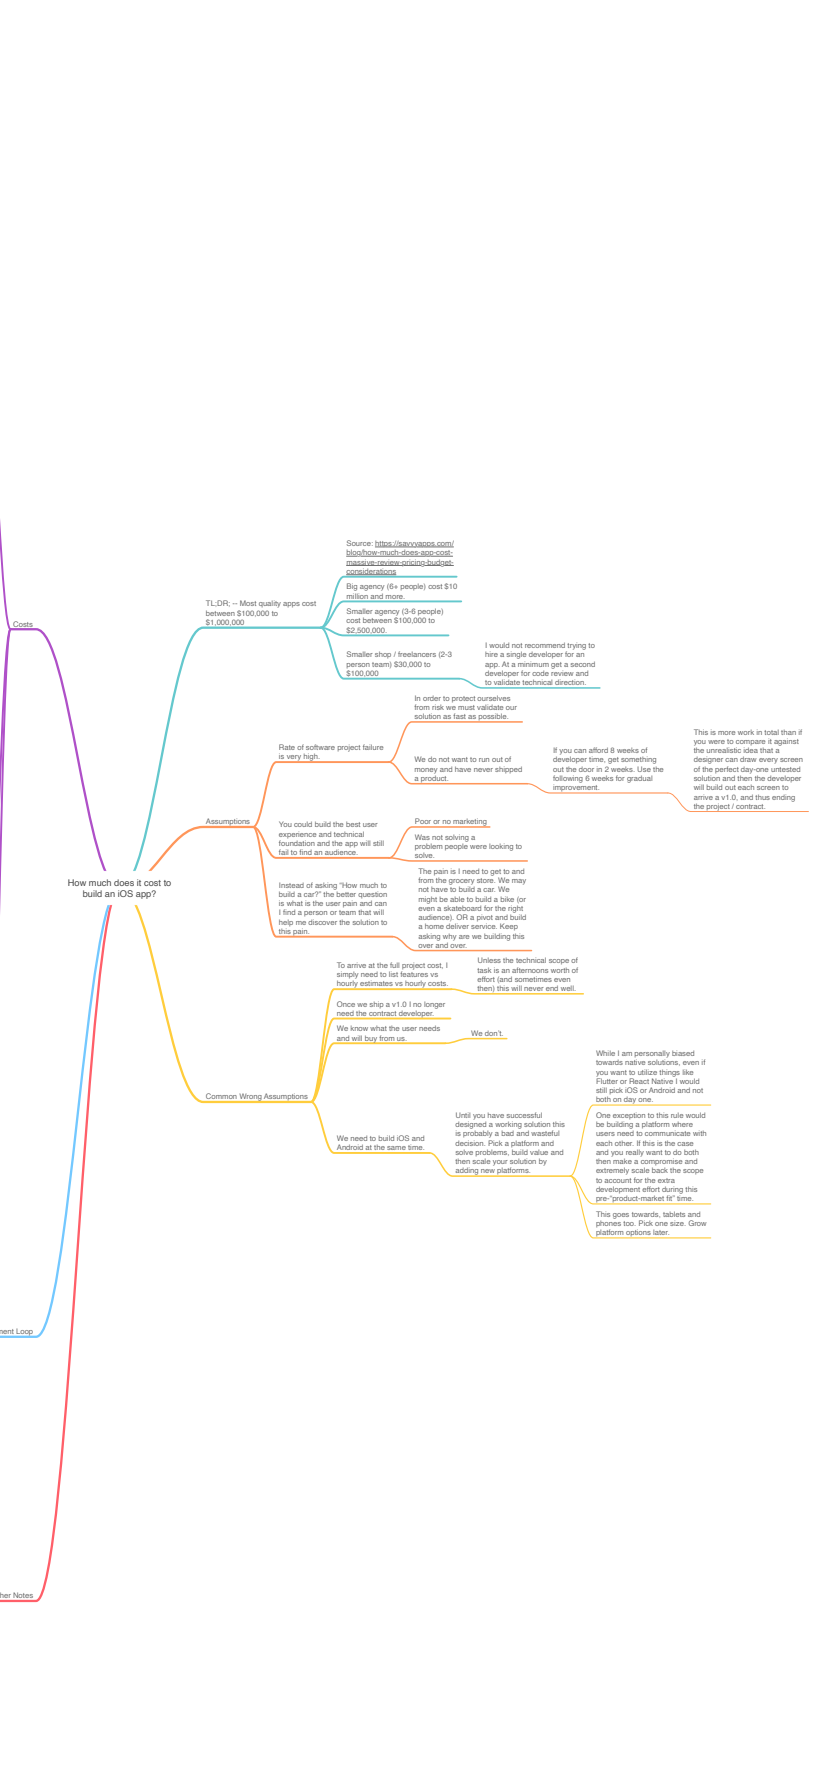 Source: https://savvyapps.com/
blog/how-much-does-app-cost-
massive-review-pricing-budget-
considerations
TL;DR; -- Most quality apps cost
between $100,000 to
$1,000,000
Big agency (6+ people) cost $10
million and more.
Smaller agency (3-6 people)
cost between $100,000 to
$2,500,000.
Smaller shop / freelancers (2-3
person team) $30,000 to
$100,000
I would not recommend trying to
hire a single developer for an
app. At a minimum get a second
developer for code review and
to validate technical direction.
Costs
How much does it cost to
build an iOS app?
Assumptions
Rate of software project failure
is very high.
In order to protect ourselves
from risk we must validate our
solution as fast as possible.
We do not want to run out of
money and have never shipped
a product.
If you can afford 8 weeks of
developer time, get something
out the door in 2 weeks. Use the
following 6 weeks for gradual
improvement.
This is more work in total than if
you were to compare it against
the unrealistic idea that a
designer can draw every screen
of the perfect day-one untested
solution and then the developer
will build out each screen to
arrive a v1.0, and thus ending
the project / contract.
You could build the best user
experience and technical
foundation and the app will still
fail to find an audience.
Poor or no marketing
Was not solving a
problem people were looking to
solve.
Instead of asking “How much to
build a car?” the better question
is what is the user pain and can
I find a person or team that will
help me discover the solution to
this pain.
The pain is I need to get to and
from the grocery store. We may
not have to build a car. We
might be able to build a bike (or
even a skateboard for the right
audience). OR a pivot and build
a home deliver service. Keep
asking why are we building this
over and over.
Common Wrong Assumptions
To arrive at the full project cost, I
simply need to list features vs
hourly estimates vs hourly costs.
Unless the technical scope of
task is an afternoons worth of
effort (and sometimes even
then) this will never end well.
Once we ship a v1.0 I no longer
need the contract developer.
We know what the user needs
and will buy from us.
We don't.
We need to build iOS and
Android at the same time.
Until you have successful
designed a working solution this
is probably a bad and wasteful
decision. Pick a platform and
solve problems, build value and
then scale your solution by
adding new platforms.
While I am personally biased
towards native solutions, even if
you want to utilize things like
Flutter or React Native I would
still pick iOS or Android and not
both on day one.
One exception to this rule would
be building a platform where
users need to communicate with
each other. If this is the case
and you really want to do both
then make a compromise and
extremely scale back the scope
to account for the extra
development effort during this
pre-“product-market fit” time.
This goes towards, tablets and
phones too. Pick one size. Grow
platform options later.
ment Loop
her Notes